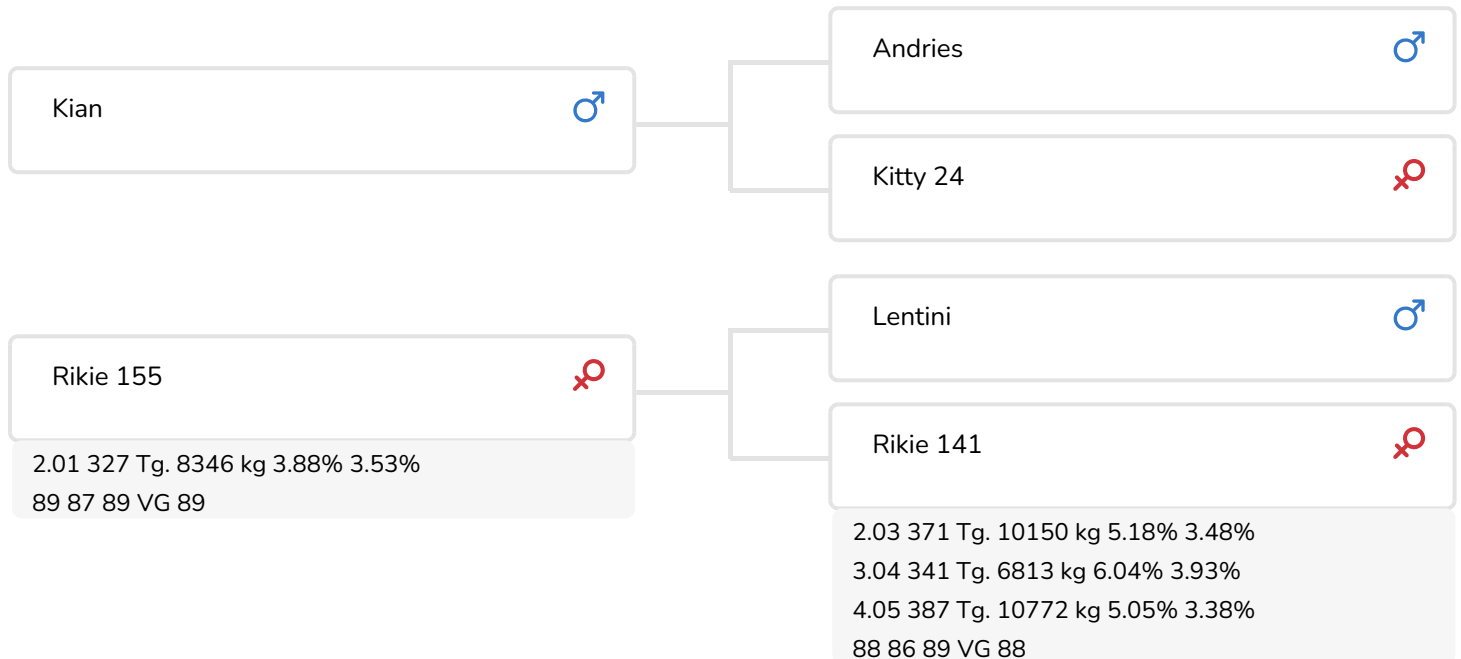 Kian
Rikie 155
2.01 327 Tg. 8346 kg 3.88% 3.53%
89 87 89 VG 89
Andries
Kitty 24
Lentini
Rikie 141
2.03 371 Tg. 10150 kg 5.18% 3.48%
3.04 341 Tg. 6813 kg 6.04% 3.93%
4.05 387 Tg. 10772 kg 5.05% 3.38%
88 86 89 VG 88